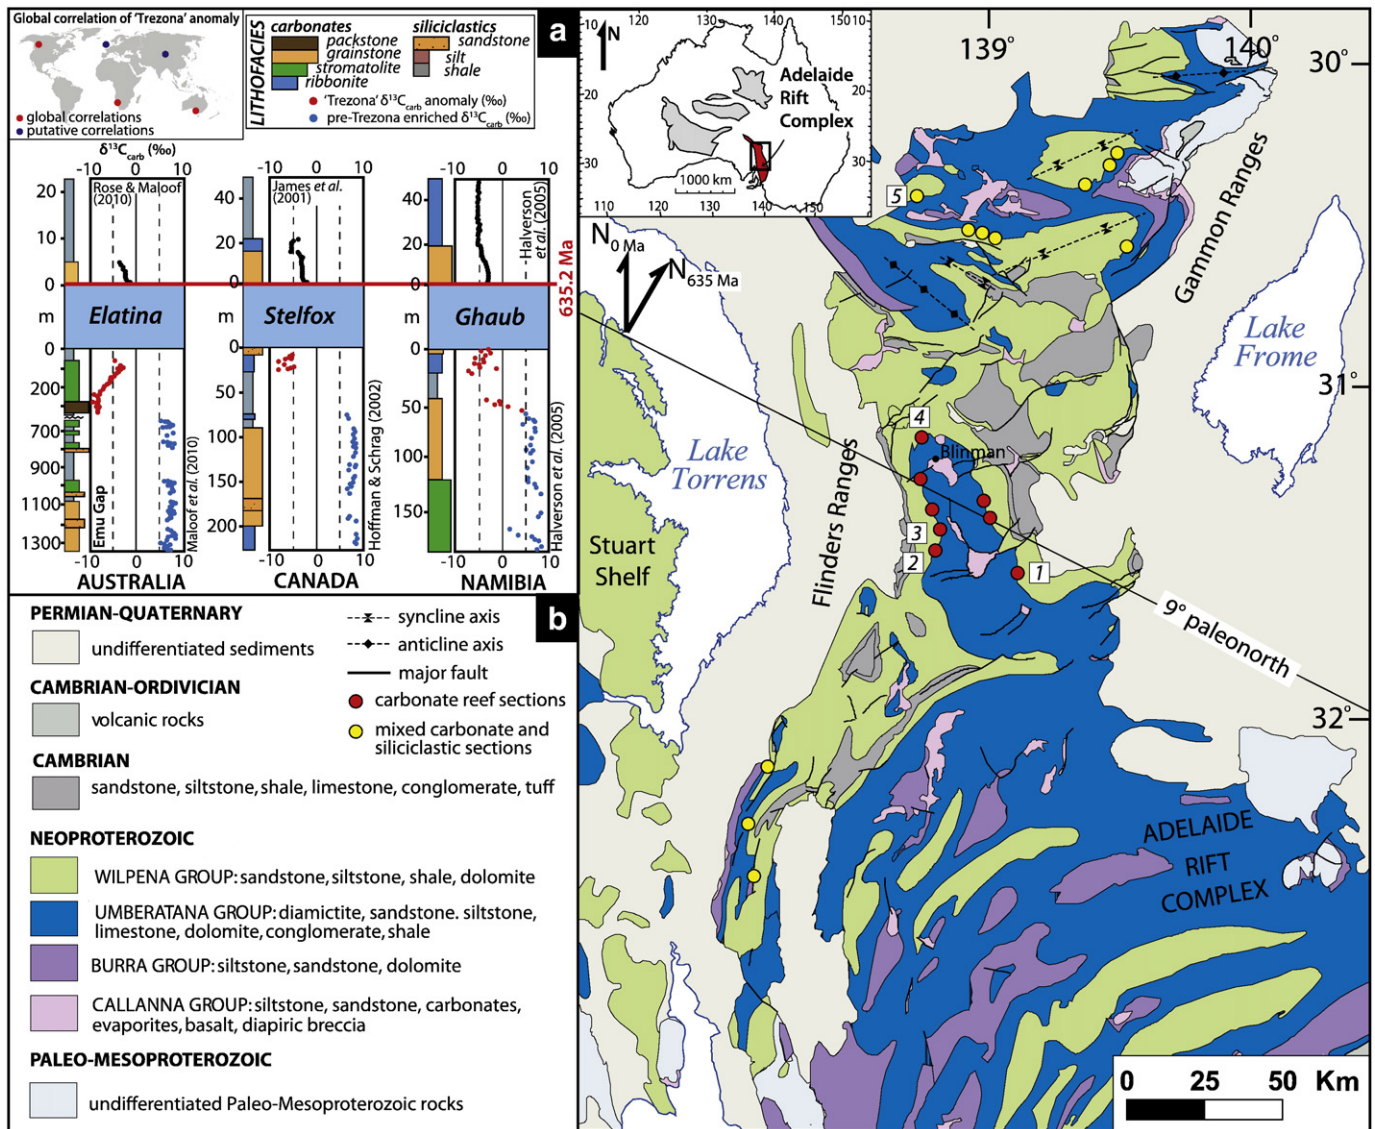 Global correlation of 'Trezona' anomaly
global correlations
putative correlations
LITHOFACIES
carbonates
packstone
grainstone
stromatolite
ribbonite
siliciclastics
sandstone
silt
shale
'Trezona' δ13Ccarb anomaly (‰)
pre-Trezona enriched δ13Ccarb (‰)
a
δ13Ccarb (‰)
-10 0 10
-10 0 10
-10 0 10
Rose & Maloof
(2010)
James et al.
(2001)
Halverson
et al. (2005)
20
10
0
40
20
0
40
20
0
635.2 Ma
m
Elatina
m
Stelfox
m
Ghaub
0
200
700
900
1100
1300
0
50
100
150
200
0
50
100
150
Emu Gap
Maloof et al. (2010)
Hoffman & Schrag (2002)
Halverson et al. (2005)
-10 0 10
-10 0 10
-10 0 10
AUSTRALIA
CANADA
NAMIBIA
b
PERMIAN-QUATERNARY
undifferentiated sediments
CAMBRIAN-ORDIVICIAN
volcanic rocks
CAMBRIAN
sandstone, siltstone, shale, limestone, conglomerate, tuff
NEOPROTEROZOIC
WILPENA GROUP: sandstone, siltstone, shale, dolomite
UMBERATANA GROUP: diamictite, sandstone. siltstone,
limestone, dolomite, conglomerate, shale
BURRA GROUP: siltstone, sandstone, dolomite
CALLANNA GROUP: siltstone, sandstone, carbonates,
evaporites, basalt, diapiric breccia
PALEO-MESOPROTEROZOIC
undifferentiated Paleo-Mesoproterozoic rocks
syncline axis
anticline axis
major fault
carbonate reef sections
mixed carbonate and
siliciclastic sections
120 130 140 150 10
-10
-20
-30
20
30
N
Adelaide
Rift
Complex
1000 km
110 120 130 140 150
139°
140°
30°
31°
32°
N
0 Ma
N
635 Ma
5
4
3
2
1
Gammon Ranges
Lake
Frome
Blinman
Lake
Torrens
Flinders Ranges
Stuart
Shelf
9° paleonorth
ADELAIDE
RIFT
COMPLEX
0 25 50 Km